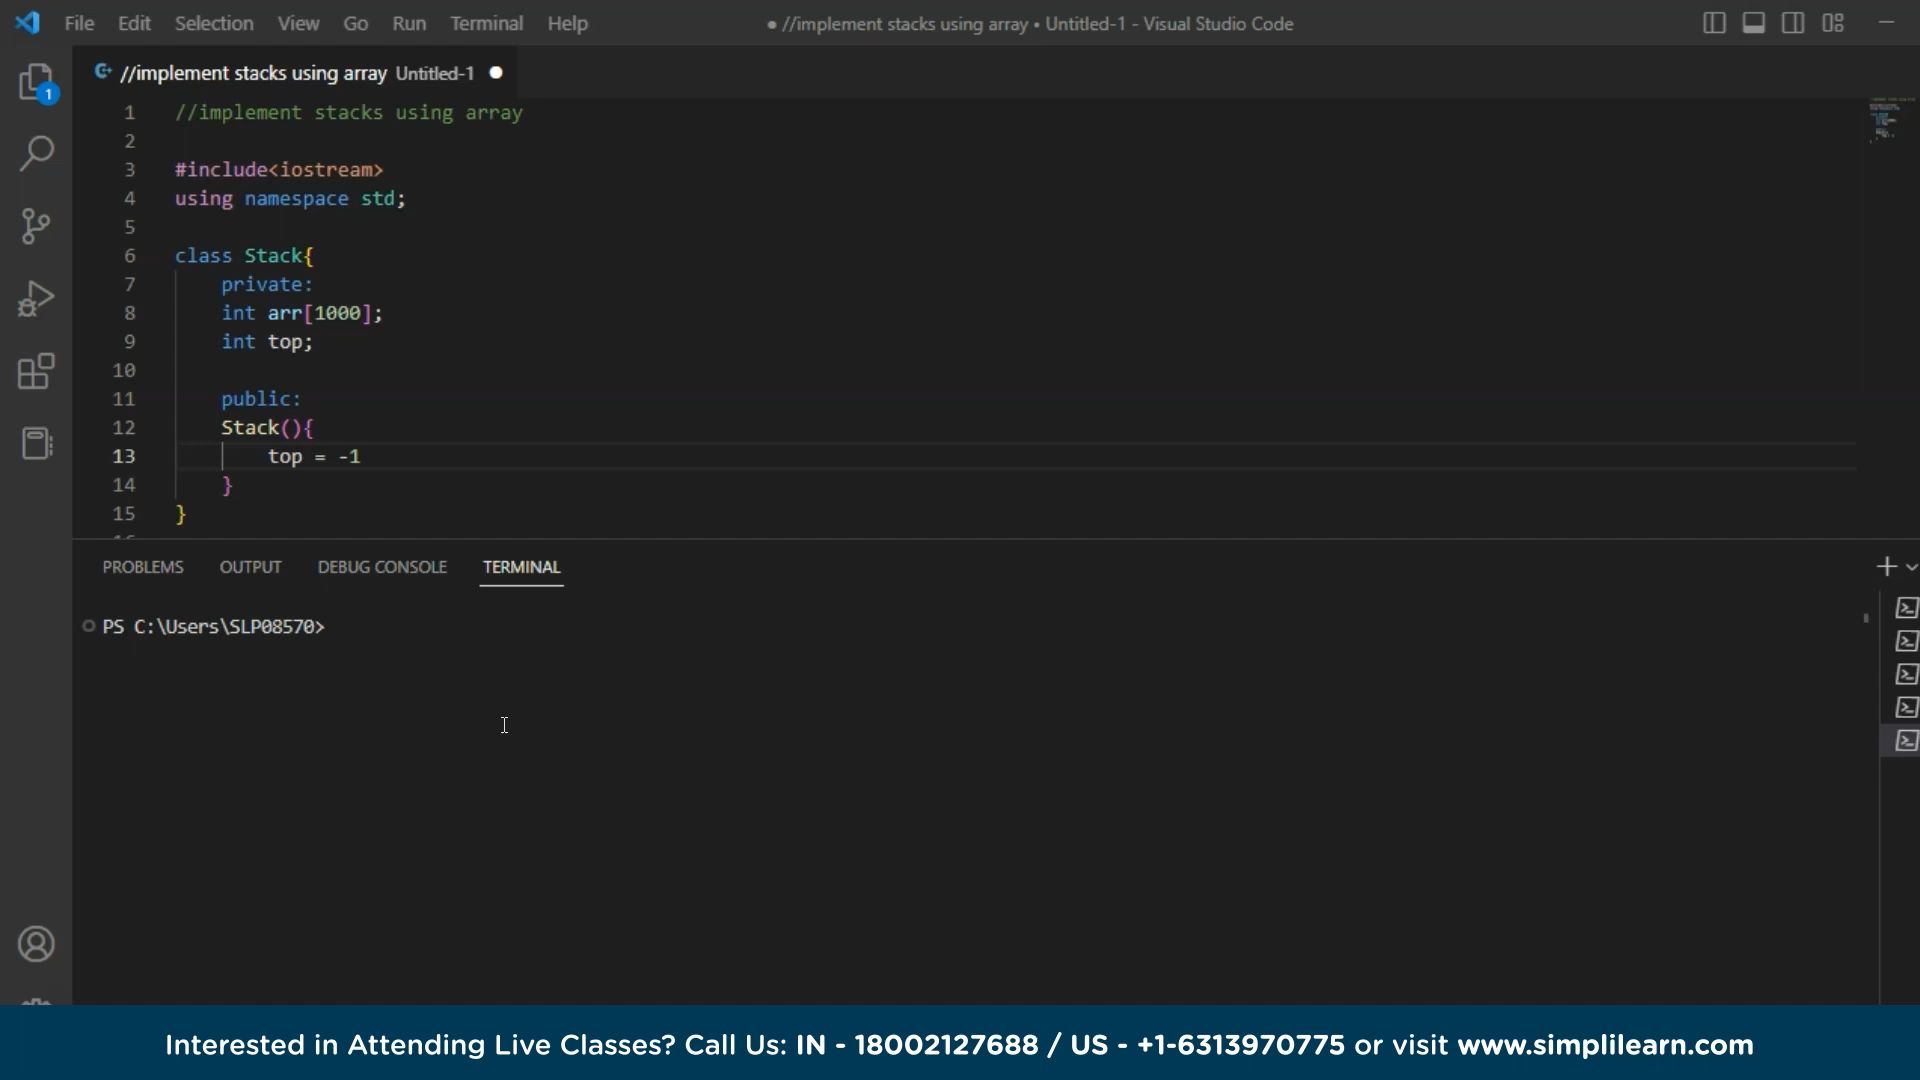 File Edit Selection View Go Run Terminal Help
● //implement stacks using array • Untitled-1 - Visual Studio Code
//implement stacks using array Untitled-1
1
1 //implement stacks using array
2
3 #include<iostream>
4 using namespace std;
5
6 class Stack{
7 private:
8 int arr[1000];
9 int top;
10
11 public:
12 Stack(){
13 top = -1
14 }
15 }
PROBLEMS OUTPUT DEBUG CONSOLE TERMINAL
PS C:\Users\SLP08570>
Interested in Attending Live Classes? Call Us: IN - 18002127688 / US - +1-6313970775 or visit www.simplilearn.com